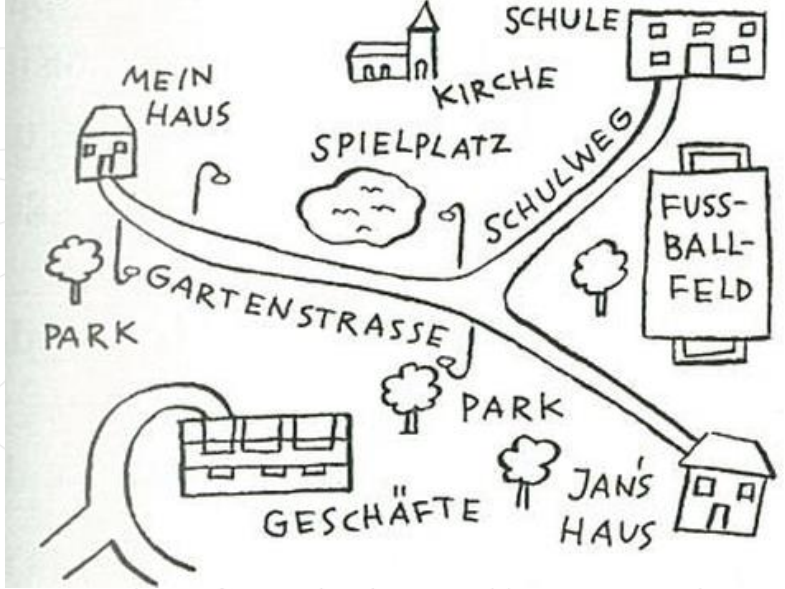 SCHULE
KIRCHE
MEIN
HAUS
SPIELPLATZ
SCHULWEG
FUSS-
BALL-
FELD
GARTENSTRASSE
PARK
PARK
GESCHÄFTE
JAN'S
HAUS